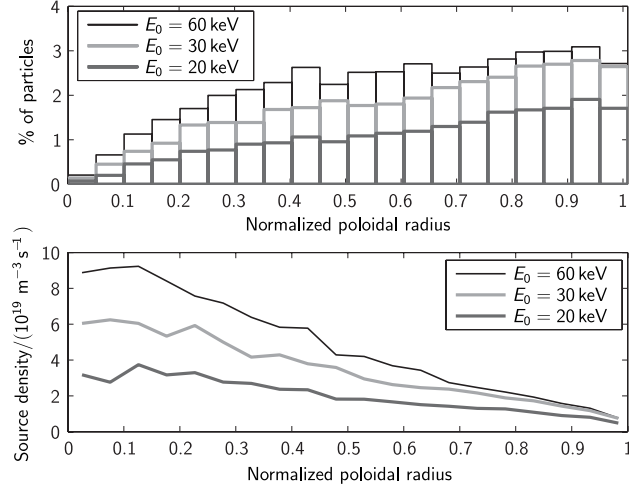 4
3
2
1
0
% of particles
E₀ = 60 keV
E₀ = 30 keV
E₀ = 20 keV
0 0.1 0.2 0.3 0.4 0.5 0.6 0.7 0.8 0.9 1
Normalized poloidal radius
10
8
6
4
2
0
Source density/(10¹⁹ m⁻³ s⁻¹)
E₀ = 60 keV
E₀ = 30 keV
E₀ = 20 keV
0 0.1 0.2 0.3 0.4 0.5 0.6 0.7 0.8 0.9 1
Normalized poloidal radius